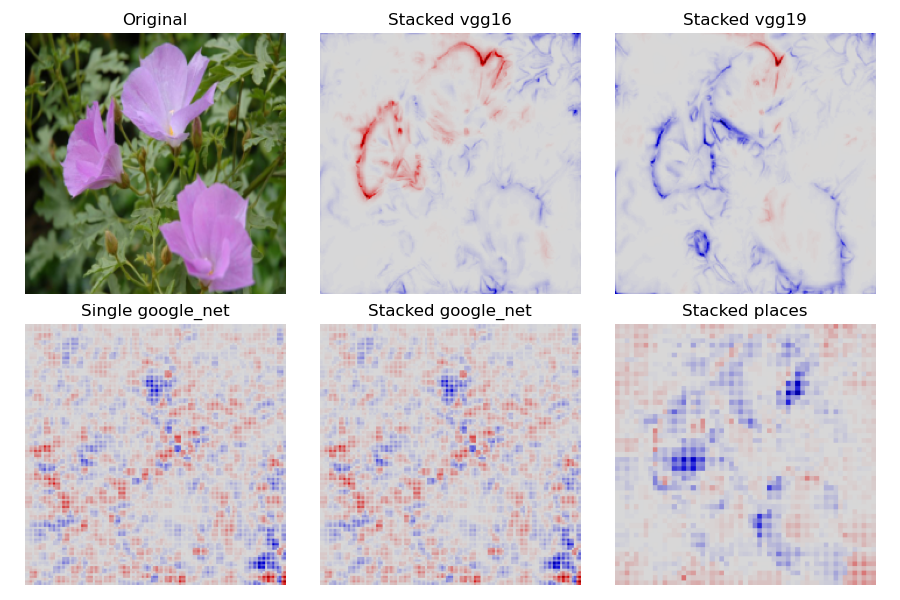 Original
Stacked vgg16
Stacked vgg19
Single google_net
Stacked google_net
Stacked places